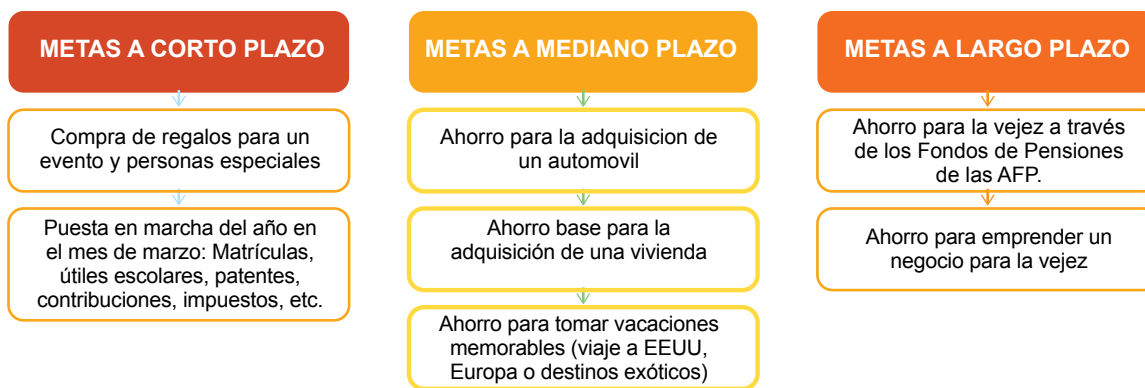 METAS A CORTO PLAZO
Compra de regalos para un
evento y personas especiales
Puesta en marcha del año en
el mes de marzo: Matrículas,
útiles escolares, patentes,
contribuciones, impuestos, etc.
METAS A MEDIANO PLAZO
Ahorro para la adquisicion de
un automovil
Ahorro base para la
adquisición de una vivienda
Ahorro para tomar vacaciones
memorables (viaje a EEUU,
Europa o destinos exóticos)
METAS A LARGO PLAZO
Ahorro para la vejez a través
de los Fondos de Pensiones
de las AFP.
Ahorro para emprender un
negocio para la vejez